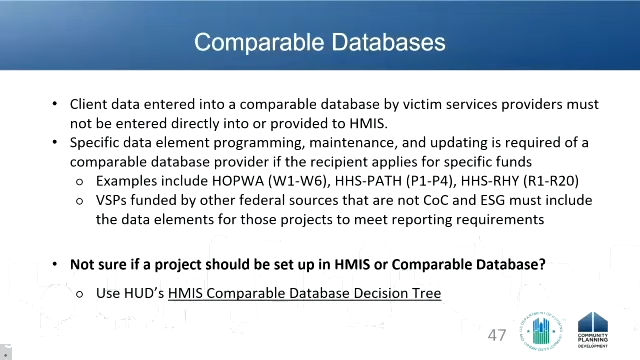 Comparable Databases
• Client data entered into a comparable database by victim services providers must
not be entered directly into or provided to HMIS.
• Specific data element programming, maintenance, and updating is required of a
comparable database provider if the recipient applies for specific funds
o Examples include HOPWA (W1-W6), HHS-PATH (P1-P4), HHS-RHY (R1-R20)
o VSPs funded by other federal sources that are not CoC and ESG must include
the data elements for those projects to meet reporting requirements
• Not sure if a project should be set up in HMIS or Comparable Database?
o Use HUD's HMIS Comparable Database Decision Tree
47
COMMUNITY
PLANNING
DEVELOPMENT